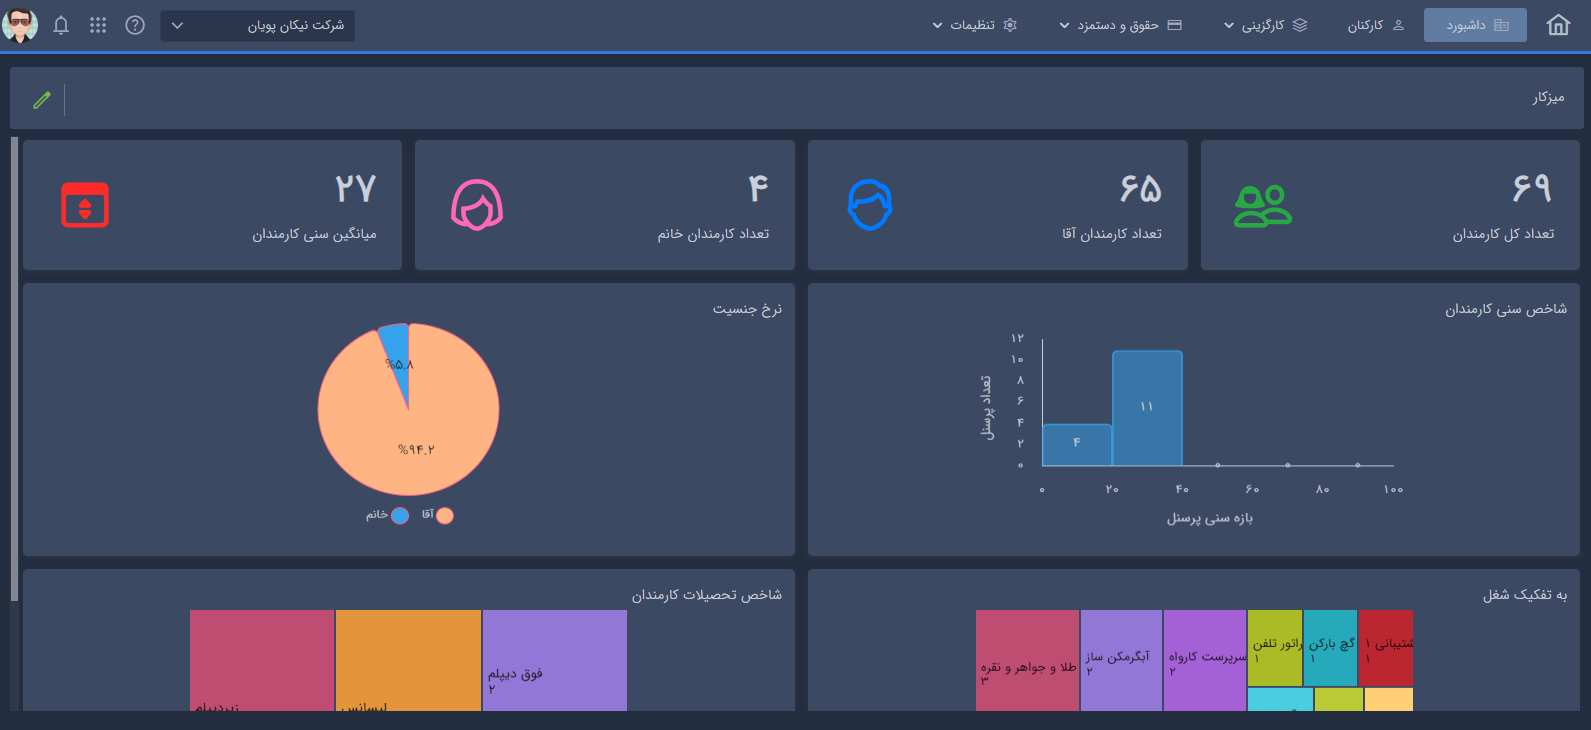 داشبورد
کارکنان
کارگزینی
حقوق و دستمزد
تنظیمات
شرکت نیکان پویان
میزکار
۶۹
تعداد کل کارمندان
۶۵
تعداد کارمندان آقا
۴
تعداد کارمندان خانم
۲۷
میانگین سنی کارمندان
شاخص سنی کارمندان
۱۲
۱۰
۸
۶
۴
۲
۰
تعداد پرسنل
۴
۱۱
۰
۰
۰
۰ ۲۰ ۴۰ ۶۰ ۸۰ ۱۰۰
بازه سنی پرسنل
نرخ جنسیت
%۵.۸
%۹۴.۲
آقا
خانم
به تفکیک شغل
طلا و جواهر و نقره
۳
آبگرمکن ساز
۲
سرپرست کارواه
۲
راتور تلفن
۱
گچ بارکن
۱
شتیبانی ۱
۱
شاخص تحصیلات کارمندان
زیردیپلم
لیسانس
فوق دیپلم
۲